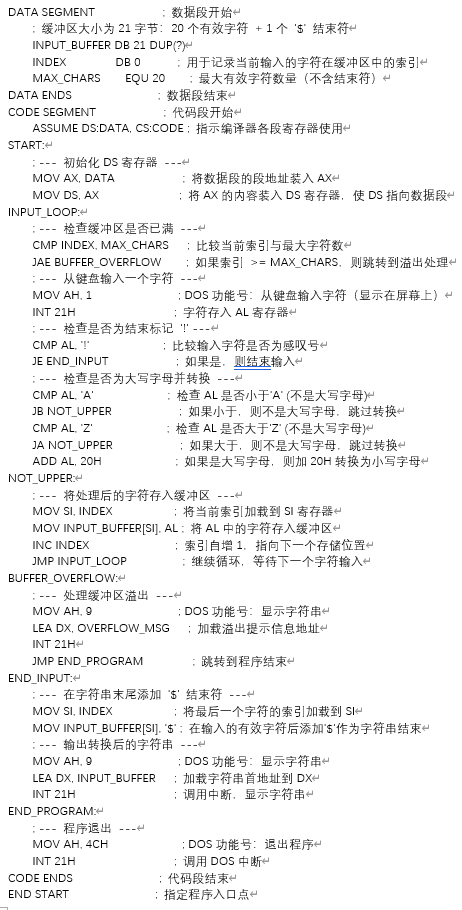 DATA SEGMENT ; 数据段开始
; 缓冲区大小为 21 字节：20 个有效字符 + 1 个 '$' 结束符
INPUT_BUFFER DB 21 DUP(?)
INDEX DB 0 ; 用于记录当前输入的字符在缓冲区中的索引
MAX_CHARS EQU 20 ; 最大有效字符数量（不含结束符）
DATA ENDS ; 数据段结束
CODE SEGMENT ; 代码段开始
ASSUME DS:DATA, CS:CODE ; 指示编译器各段寄存器使用
START:
; --- 初始化 DS 寄存器 ---
MOV AX, DATA ; 将数据段的段地址装入 AX
MOV DS, AX ; 将 AX 的内容装入 DS 寄存器，使 DS 指向数据段
INPUT_LOOP:
; --- 检查缓冲区是否已满 ---
CMP INDEX, MAX_CHARS ; 比较当前索引与最大字符数
JAE BUFFER_OVERFLOW ; 如果索引 >= MAX_CHARS，则跳转到溢出处理
; --- 从键盘输入一个字符 ---
MOV AH, 1 ; DOS 功能号：从键盘输入字符（显示在屏幕上）
INT 21H ; 字符存入 AL 寄存器
; --- 检查是否为结束标记 '!' ---
CMP AL, '!' ; 比较输入字符是否为感叹号
JE END_INPUT ; 如果是，则结束输入
; --- 检查是否为大写字母并转换 ---
CMP AL, 'A' ; 检查 AL 是否小于'A' (不是大写字母)
JB NOT_UPPER ; 如果小于，则不是大写字母，跳过转换
CMP AL, 'Z' ; 检查 AL 是否大于'Z' (不是大写字母)
JA NOT_UPPER ; 如果大于，则不是大写字母，跳过转换
ADD AL, 20H ; 如果是大写字母，则加 20H 转换为小写字母
NOT_UPPER:
; --- 将处理后的字符存入缓冲区 ---
MOV SI, INDEX ; 将当前索引加载到 SI 寄存器
MOV INPUT_BUFFER[SI], AL ; 将 AL 中的字符存入缓冲区
INC INDEX ; 索引自增 1，指向下一个存储位置
JMP INPUT_LOOP ; 继续循环，等待下一个字符输入
BUFFER_OVERFLOW:
; --- 处理缓冲区溢出 ---
MOV AH, 9 ; DOS 功能号：显示字符串
LEA DX, OVERFLOW_MSG ; 加载溢出提示信息地址
INT 21H
JMP END_PROGRAM ; 跳转到程序结束
END_INPUT:
; --- 在字符串末尾添加 '$' 结束符 ---
MOV SI, INDEX ; 将最后一个字符的索引加载到 SI
MOV INPUT_BUFFER[SI], '$' ; 在输入的有效字符后添加'$'作为字符串结束
; --- 输出转换后的字符串 ---
MOV AH, 9 ; DOS 功能号：显示字符串
LEA DX, INPUT_BUFFER ; 加载字符串首地址到 DX
INT 21H ; 调用中断，显示字符串
END_PROGRAM:
; --- 程序退出 ---
MOV AH, 4CH ; DOS 功能号：退出程序
INT 21H ; 调用 DOS 中断
CODE ENDS ; 代码段结束
END START ; 指定程序入口点